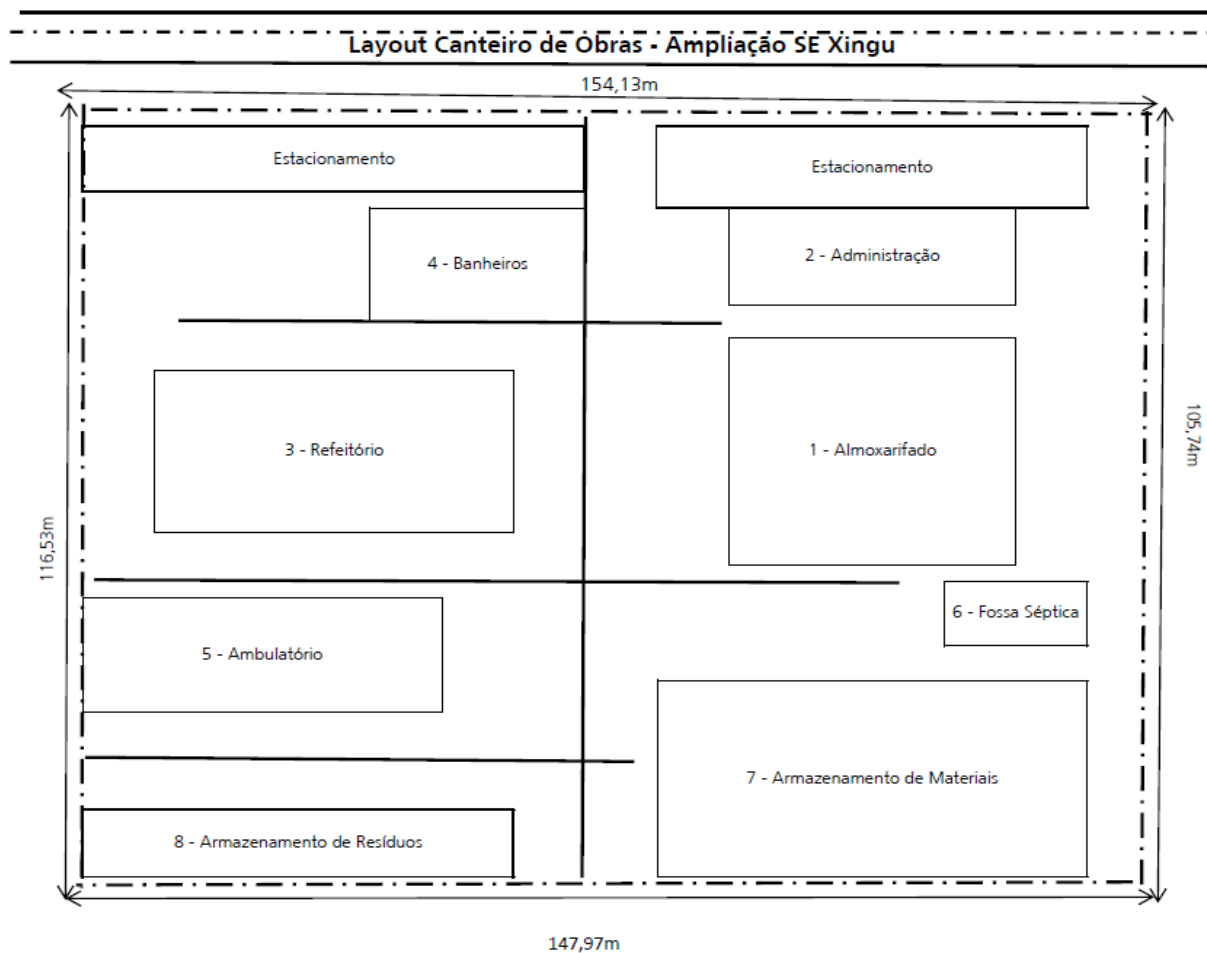 Layout Canteiro de Obras - Ampliação SE Xingu
154,13m
Estacionamento
Estacionamento
4 - Banheiros
2 - Administração
3 - Refeitório
1 - Almoxarifado
105,74m
116,53m
6 - Fossa Séptica
5 - Ambulatório
7 - Armazenamento de Materiais
8 - Armazenamento de Resíduos
147,97m